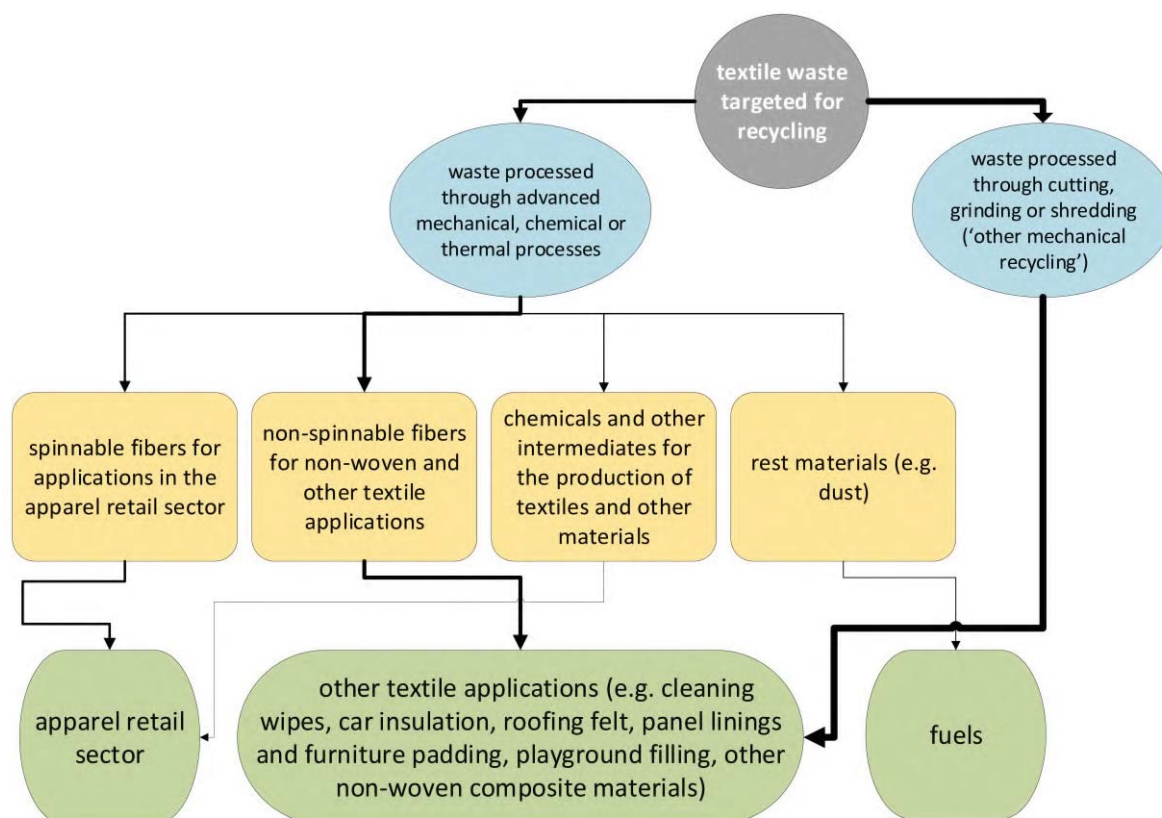 textile waste
targeted for
recycling
waste processed
through advanced
mechanical, chemical or
thermal processes
waste processed
through cutting,
grinding or shredding
(‘other mechanical
recycling’)
spinnable fibers for
applications in the
apparel retail sector
non-spinnable fibers
for non-woven and
other textile
applications
chemicals and other
intermediates for
the production of
textiles and other
materials
rest materials (e.g.
dust)
apparel retail
sector
other textile applications (e.g. cleaning
wipes, car insulation, roofing felt, panel linings
and furniture padding, playground filling, other
non-woven composite materials)
fuels